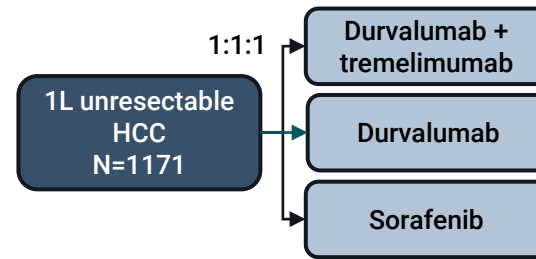 1:1:1
1L unresectable
HCC
N=1171
Durvalumab +
tremelimumab
Durvalumab
Sorafenib